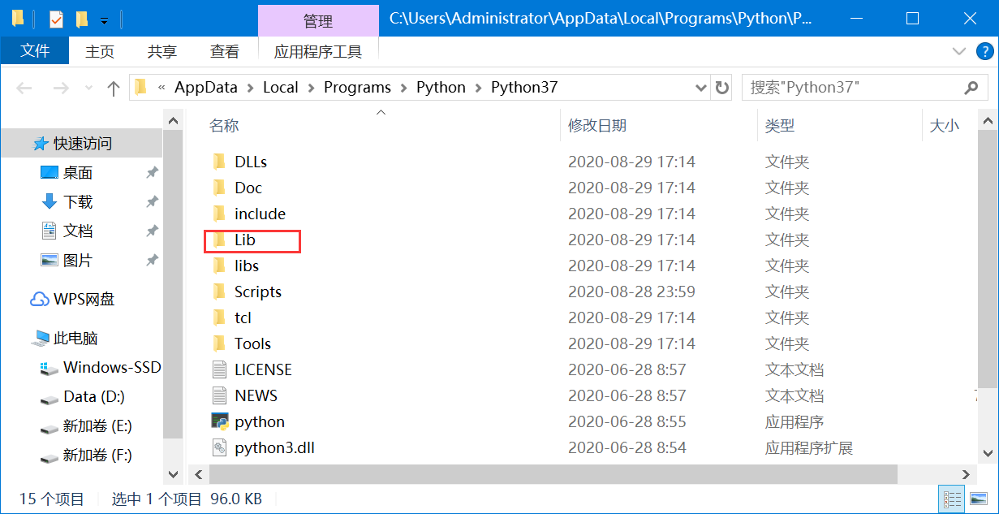 管理
C:\Users\Administrator\AppData\Local\Programs\Python\P...
文件 主页 共享 查看 应用程序工具
« AppData > Local > Programs > Python > Python37
搜索"Python37"
名称 修改日期 类型 大小
快速访问
桌面
下载
文档
图片
WPS网盘
此电脑
Windows-SSD
Data (D:)
新加卷 (E:)
新加卷 (F:)
DLLs 2020-08-29 17:14 文件夹
Doc 2020-08-29 17:14 文件夹
include 2020-08-29 17:14 文件夹
Lib 2020-08-29 17:14 文件夹
libs 2020-08-29 17:14 文件夹
Scripts 2020-08-28 23:59 文件夹
tcl 2020-08-29 17:14 文件夹
Tools 2020-08-29 17:14 文件夹
LICENSE 2020-06-28 8:57 文本文档
NEWS 2020-06-28 8:57 文本文档
python 2020-06-28 8:55 应用程序
python3.dll 2020-06-28 8:54 应用程序扩展
15 个项目 选中 1 个项目 96.0 KB